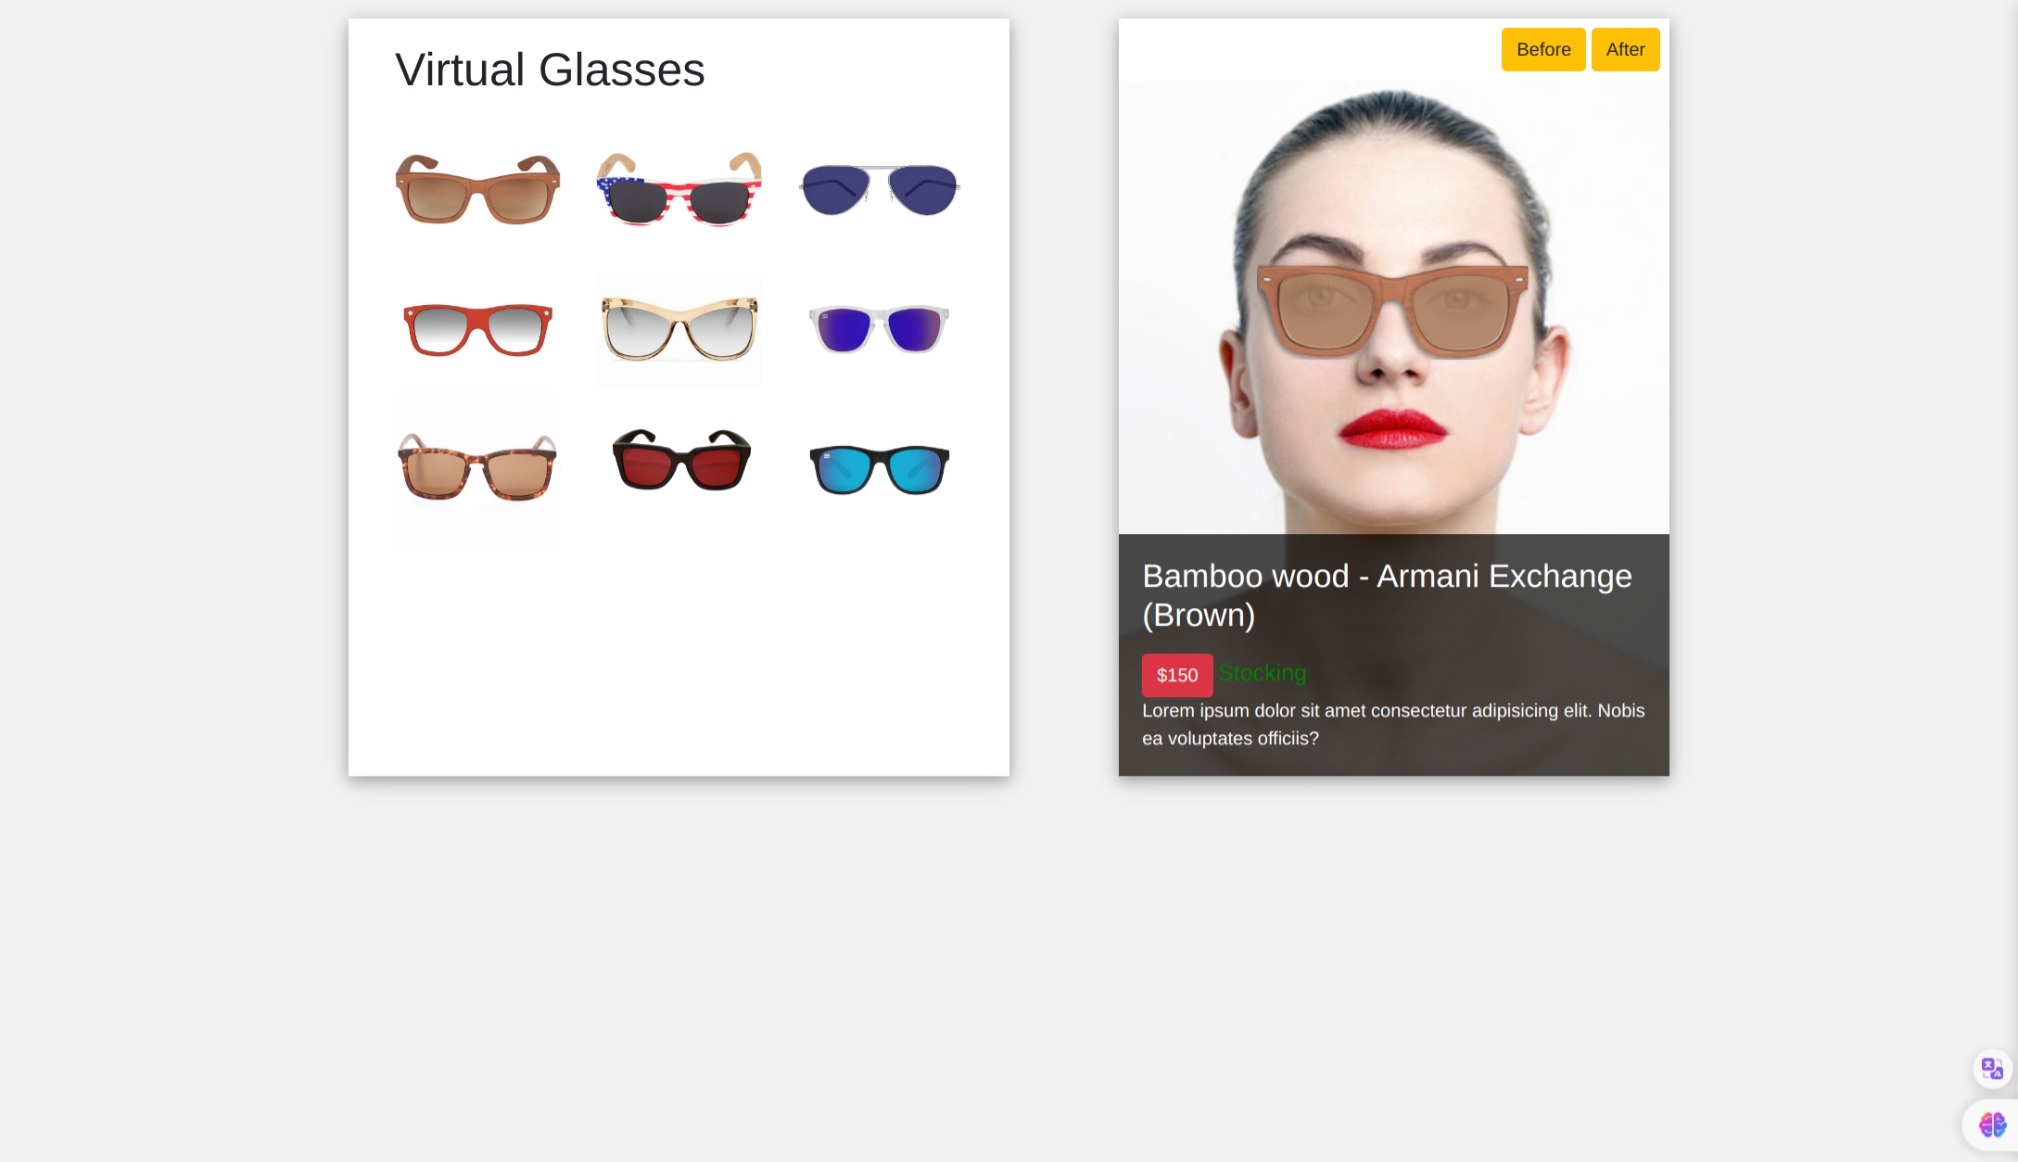 Virtual Glasses
Before
After
Bamboo wood - Armani Exchange
(Brown)
$150 Stocking
Lorem ipsum dolor sit amet consectetur adipisicing elit. Nobis
ea voluptates officiis?